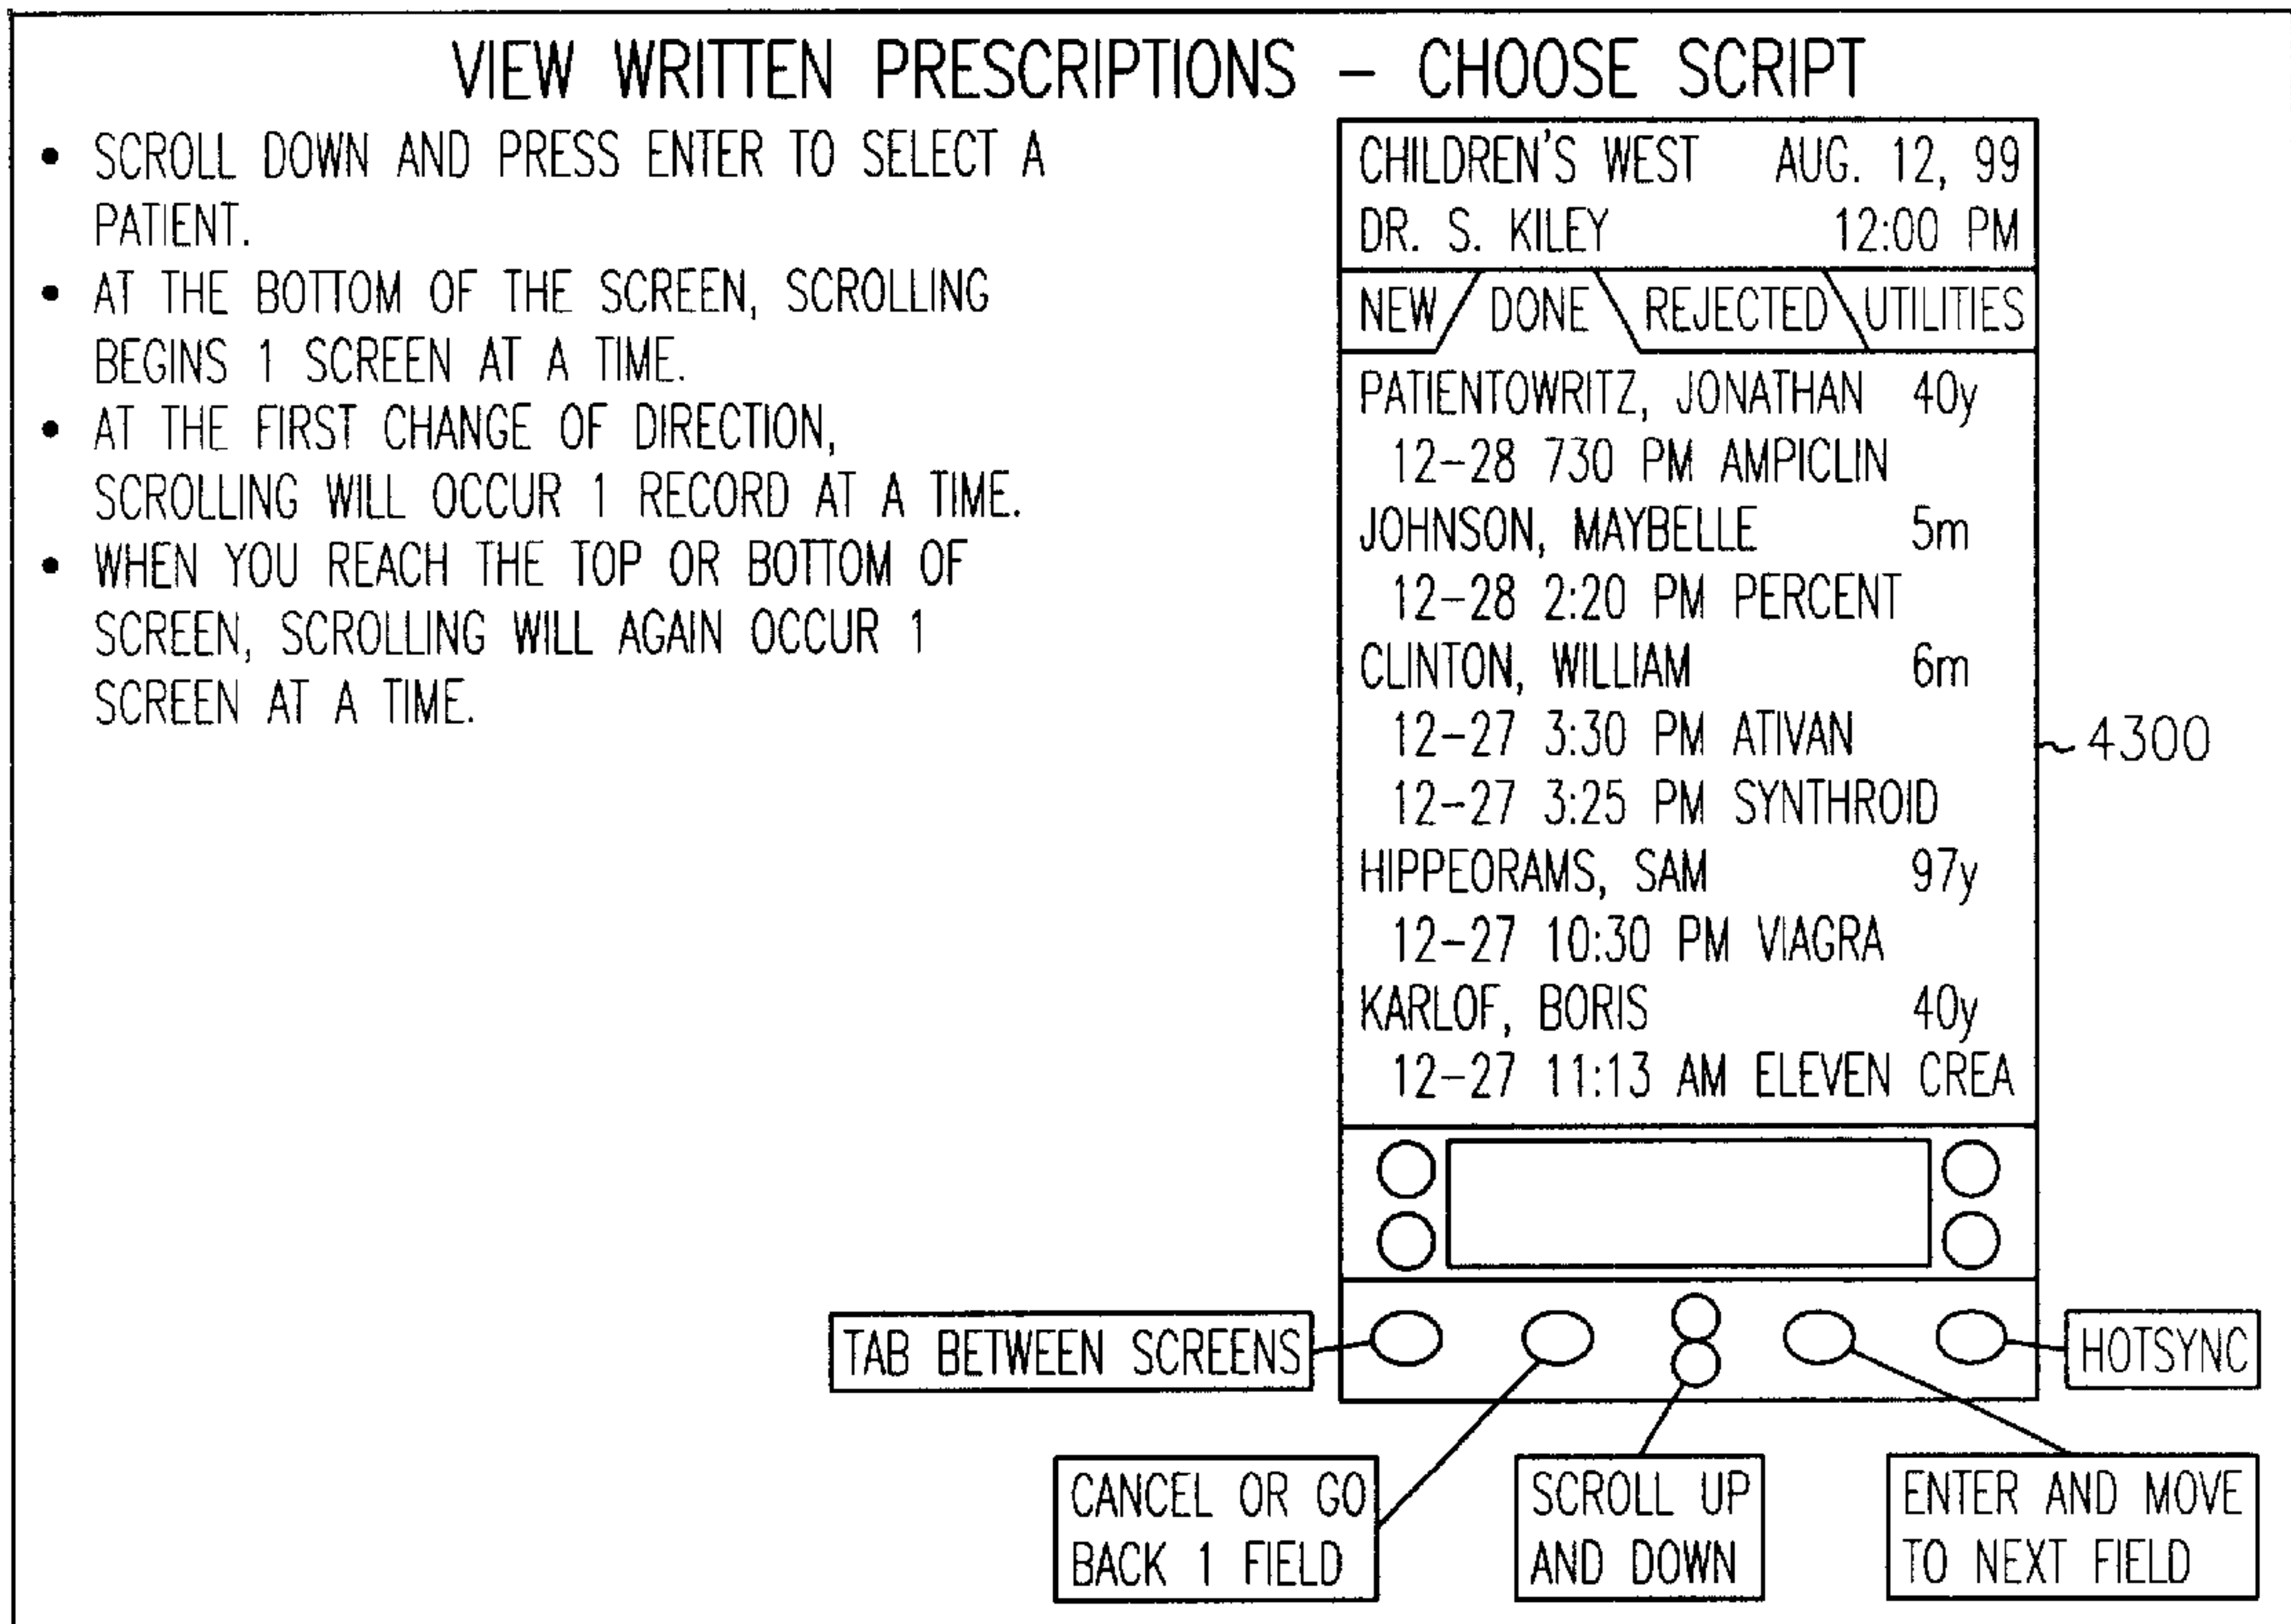 VIEW WRITTEN PRESCRIPTIONS – CHOOSE SCRIPT
• SCROLL DOWN AND PRESS ENTER TO SELECT A
PATIENT.
• AT THE BOTTOM OF THE SCREEN, SCROLLING
BEGINS 1 SCREEN AT A TIME.
• AT THE FIRST CHANGE OF DIRECTION,
SCROLLING WILL OCCUR 1 RECORD AT A TIME.
• WHEN YOU REACH THE TOP OR BOTTOM OF
SCREEN, SCROLLING WILL AGAIN OCCUR 1
SCREEN AT A TIME.
CHILDREN'S WEST AUG. 12, 99
DR. S. KILEY 12:00 PM
NEW DONE REJECTED UTILITIES
PATIENTOWRITZ, JONATHAN 40y
12-28 730 PM AMPICLIN
JOHNSON, MAYBELLE 5m
12-28 2:20 PM PERCENT
CLINTON, WILLIAM 6m
12-27 3:30 PM ATIVAN
12-27 3:25 PM SYNTHROID
HIPPEORAMS, SAM 97y
12-27 10:30 PM VIAGRA
KARLOF, BORIS 40y
12-27 11:13 AM ELEVEN CREA
4300
TAB BETWEEN SCREENS
HOTSYNC
CANCEL OR GO
BACK 1 FIELD
SCROLL UP
AND DOWN
ENTER AND MOVE
TO NEXT FIELD